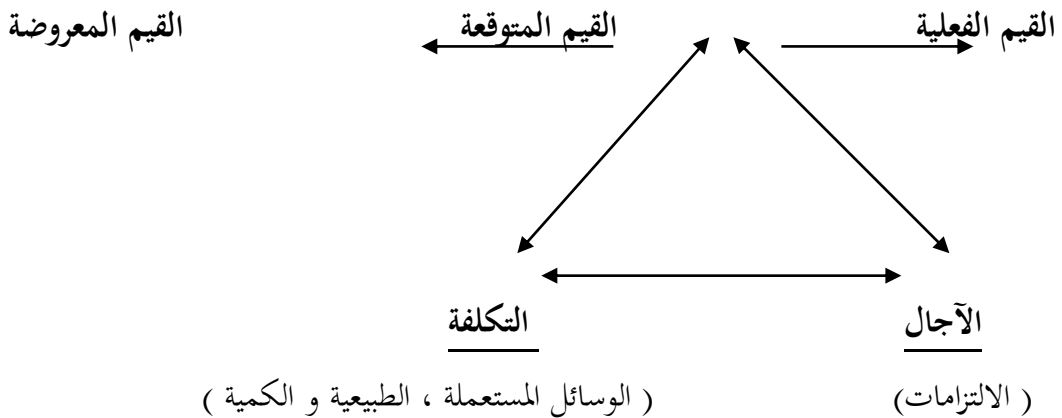 القيم الفعلية القيم المتوقعة القيم المعروضة
الآجال التكلفة
( الالتزامات) ( الوسائل المستعملة ، الطبيعية و الكمية )